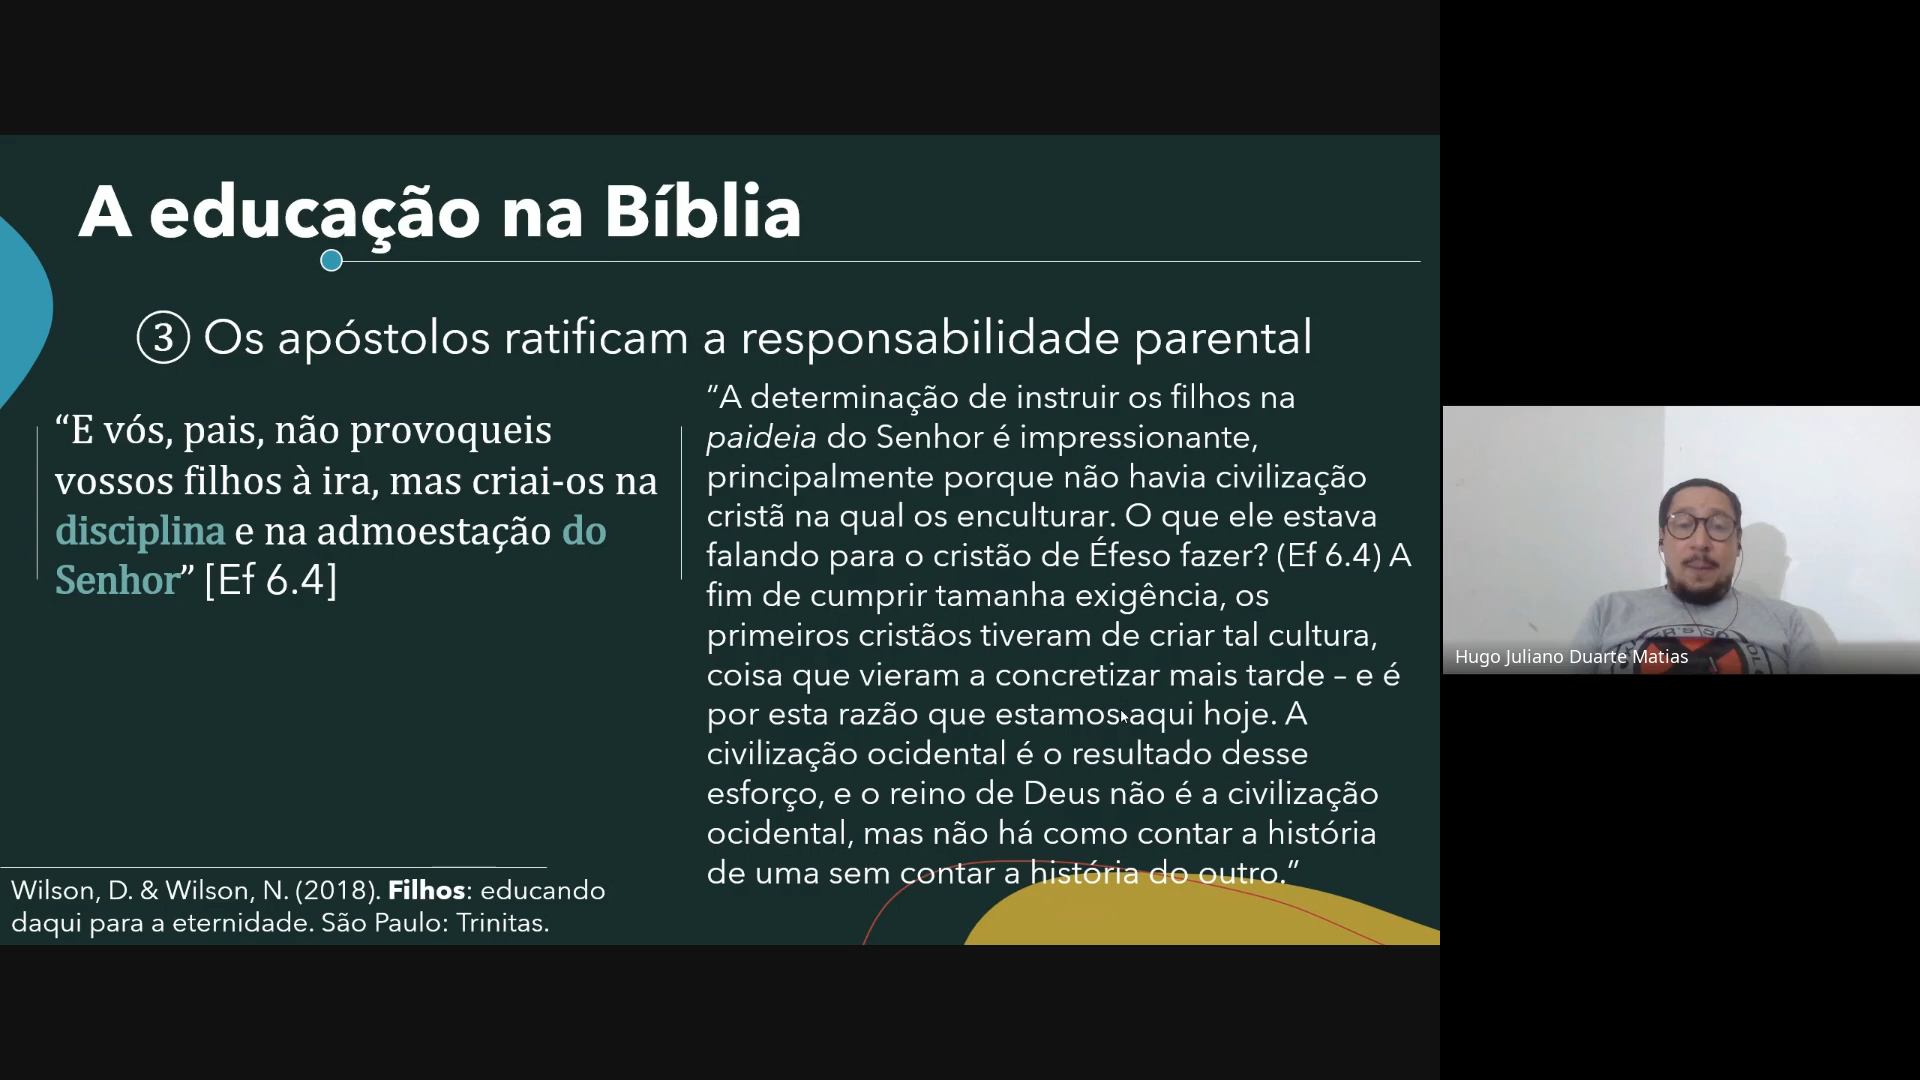 A educação na Bíblia
③ Os apóstolos ratificam a responsabilidade parental
“E vós, pais, não provoqueis
vossos filhos à ira, mas criai-os na
disciplina e na admoestação do
Senhor” [Ef 6.4]
“A determinação de instruir os filhos na
paideia do Senhor é impressionante,
principalmente porque não havia civilização
cristã na qual os enculturar. O que ele estava
falando para o cristão de Éfeso fazer? (Ef 6.4) A
fim de cumprir tamanha exigência, os
primeiros cristãos tiveram de criar tal cultura,
coisa que vieram a concretizar mais tarde – e é
por esta razão que estamos aqui hoje. A
civilização ocidental é o resultado desse
esforço, e o reino de Deus não é a civilização
ocidental, mas não há como contar a história
de uma sem contar a história do outro.”
Wilson, D. & Wilson, N. (2018). Filhos: educando
daqui para a eternidade. São Paulo: Trinitas.
Hugo Juliano Duarte Matias